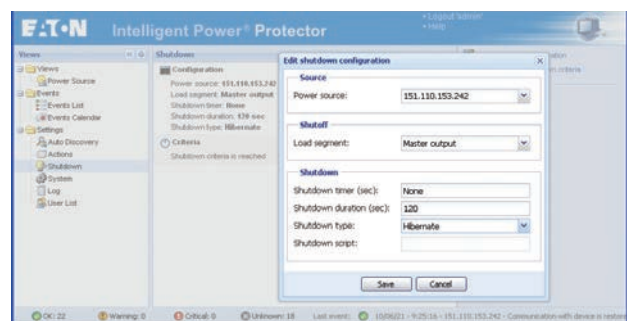 EATON Intelligent Power® Protector
Logout 'admin'
Help
Views
Views
Power Source
Events
Events List
Events Calendar
Settings
Auto Discovery
Actions
Shutdown
System
Log
User List
Shutdown
Configuration
Power source: 151.110.153.242
Load segment: Master output
Shutdown timer: None
Shutdown duration: 120 sec
Shutdown type: Hibernate
Criteria
Shutdown criteria is reached
Edit shutdown configuration
Source
Power source: 151.110.153.242
Shutoff
Load segment: Master output
Shutdown
Shutdown timer (sec): None
Shutdown duration (sec): 120
Shutdown type: Hibernate
Shutdown script:
Save Cancel
OK: 22 Warning: 0 Critical: 0 Unknown: 18 Last event: - 9:25:16 - 151.110.153.242 - Communication with device is restore